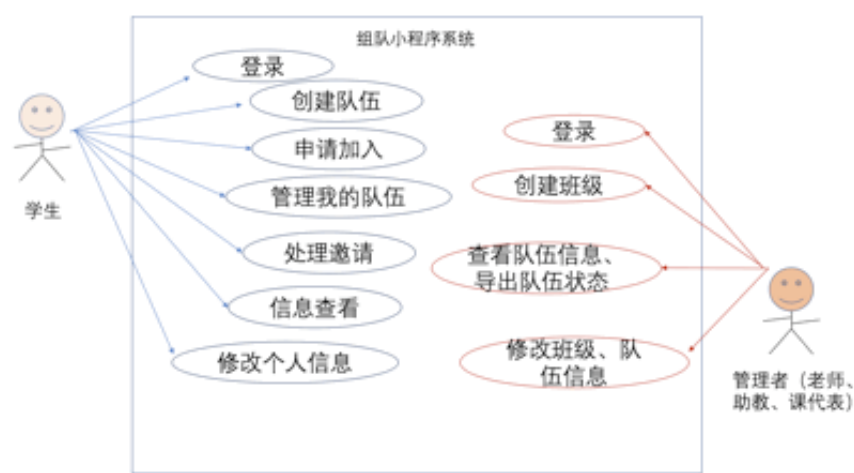 组队小程序系统
登录
创建队伍
申请加入
管理我的队伍
处理邀请
信息查看
修改个人信息
学生
登录
创建班级
查看队伍信息、
导出队伍状态
修改班级、队
伍信息
管理者（老师、
助教、课代表）